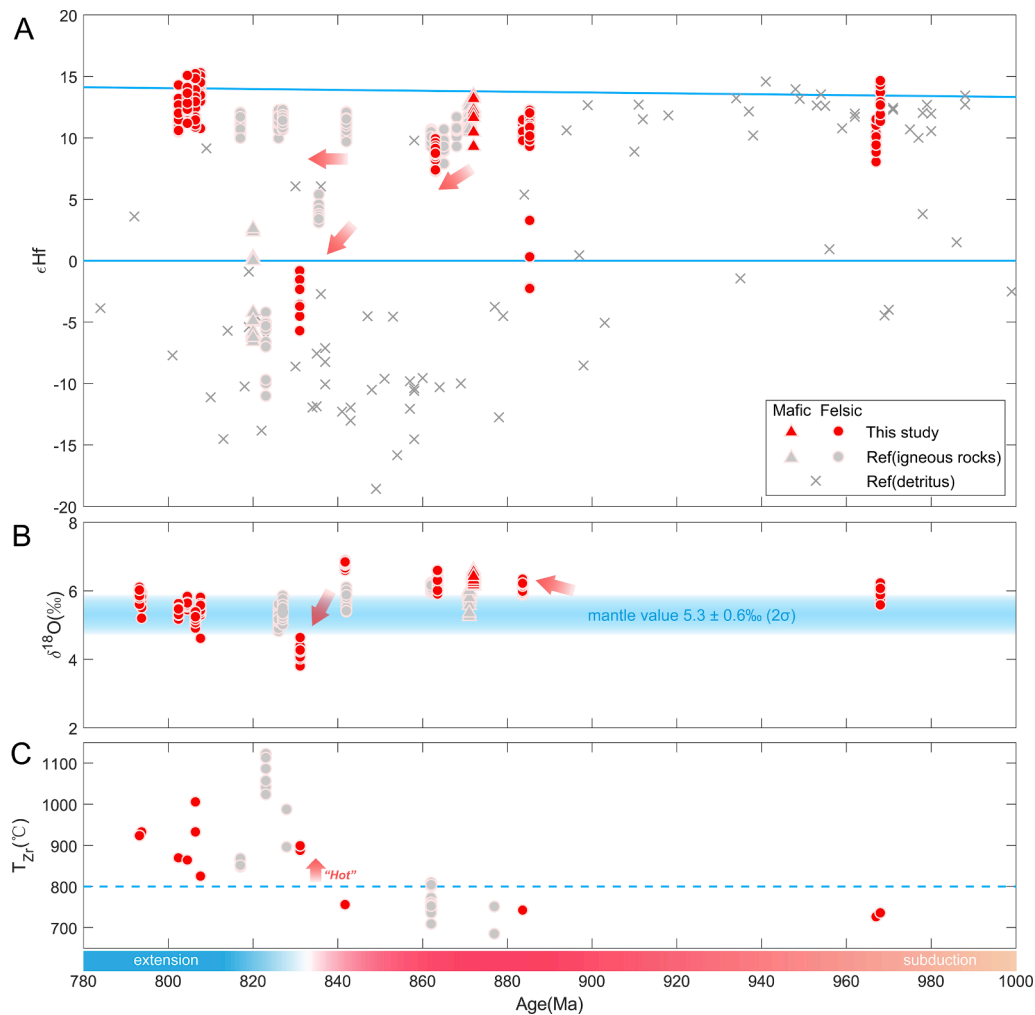 A
20
15
10
5
0
-5
-10
-15
-20
εHf
Mafic Felsic
This study
Ref(igneous rocks)
Ref(detritus)
B
8
6
4
2
δ18O(‰)
mantle value 5.3 ± 0.6‰ (2σ)
C
1100
1000
900
800
700
TZr(℃)
“Hot”
extension
subduction
780 800 820 840 860 880 900 920 940 960 980 1000
Age(Ma)